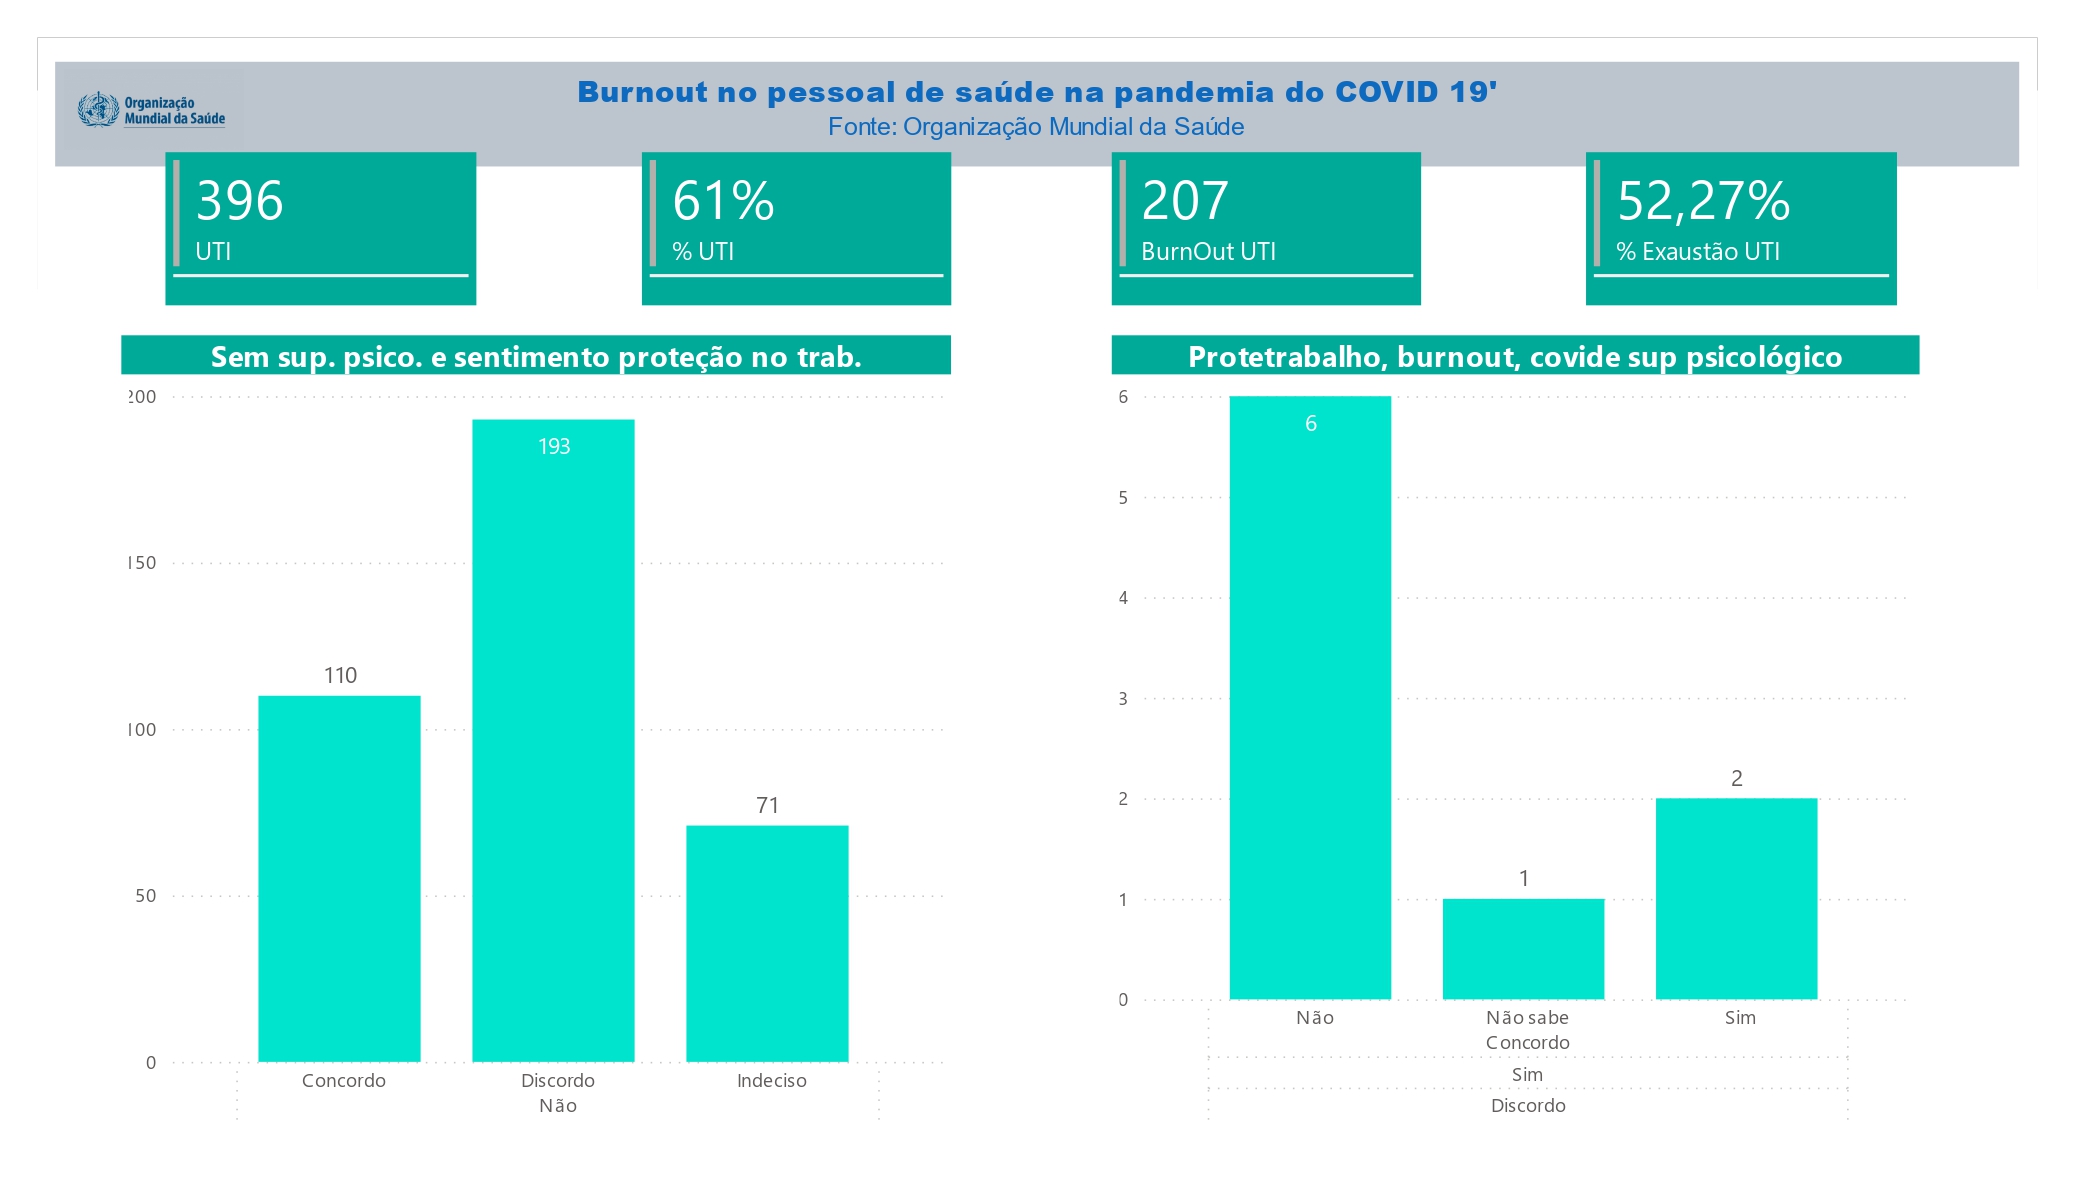 Organização
Mundial da Saúde
Burnout no pessoal de saúde na pandemia do COVID 19'
Fonte: Organização Mundial da Saúde
396
UTI
61%
% UTI
207
BurnOut UTI
52,27%
% Exaustão UTI
Sem sup. psico. e sentimento proteção no trab.
200
150
100
50
0
110
193
71
Concordo
Discordo
Indeciso
Não
Protetrabalho, burnout, covide sup psicológico
6
5
4
3
2
1
0
6
1
2
Não
Não sabe
Sim
Concordo
Sim
Discordo